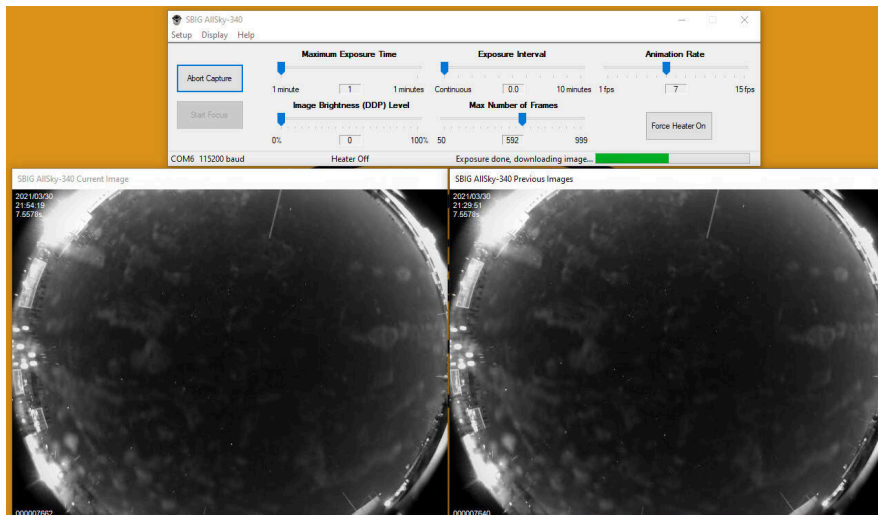 SBIG AllSky-340
Setup Display Help
Maximum Exposure Time
Exposure Interval
Animation Rate
Abort Capture
1 minute 1 1 minutes
Continuous 0.0 10 minutes
1 fps 7 15 fps
Start Focus
Image Brightness (DDP) Level
Max Number of Frames
0% 0 100%
50 592 999
Force Heater On
COM6 115200 baud Heater Off Exposure done, downloading image...
SBIG AllSky-340 Current Image
2021/03/30
21:54:19
7.5578s
000007662
SBIG AllSky-340 Previous Images
2021/03/30
21:29:51
7.5578s
000007640